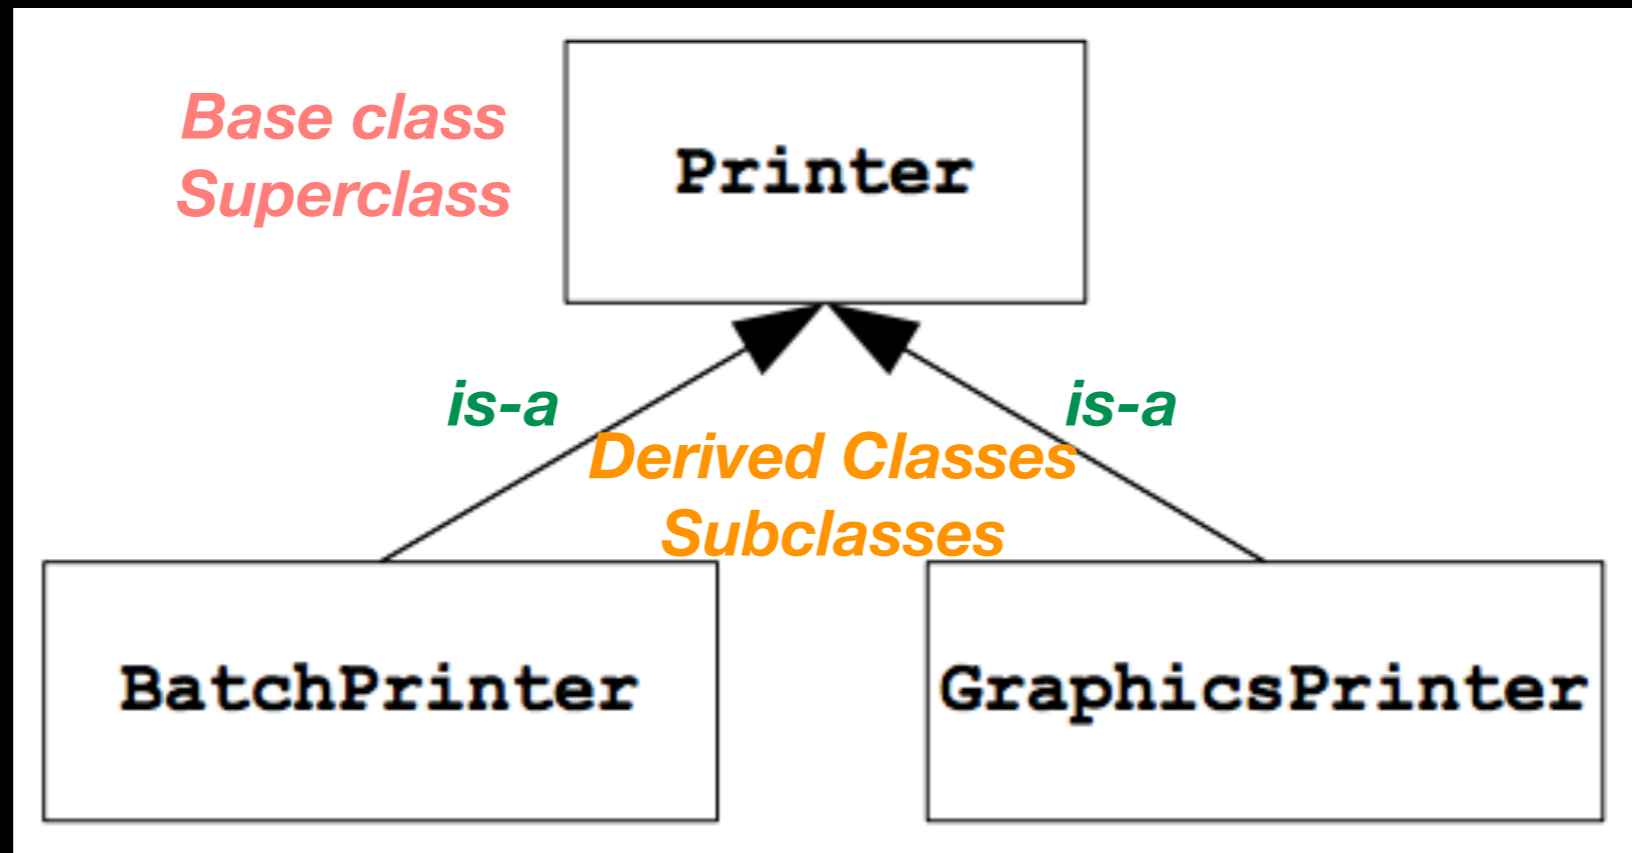 Base class
Superclass
Printer
is-a
is-a
Derived Classes
Subclasses
BatchPrinter
GraphicsPrinter